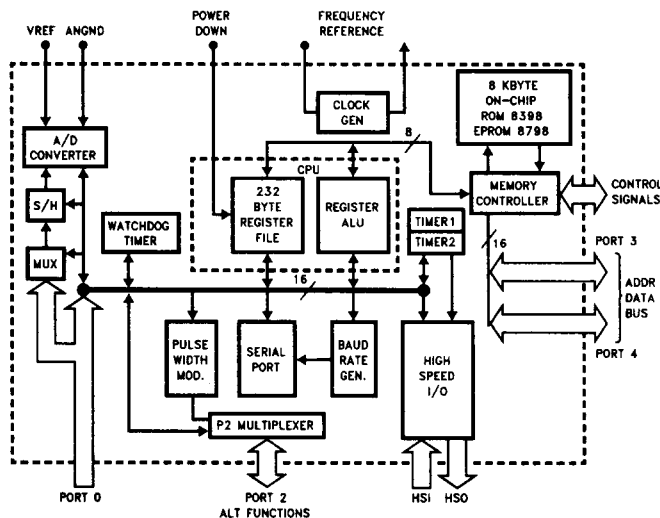 VREF ANGND
POWER
DOWN
FREQUENCY
REFERENCE
A/D
CONVERTER
S/H
MUX
WATCHDOG
TIMER
CLOCK
GEN
CPU
232
BYTE
REGISTER
FILE
REGISTER
ALU
8
8 KBYTE
ON-CHIP
ROM 8398
EPROM 8798
MEMORY
CONTROLLER
CONTROL
SIGNALS
TIMER1
TIMER2
16
16
PORT 3
ADDR
DATA
BUS
PORT 4
PULSE
WIDTH
MOD.
SERIAL
PORT
BAUD
RATE
GEN.
HIGH
SPEED
I/O
P2 MULTIPLEXER
PORT 0
PORT 2
ALT FUNCTIONS
HSI
HSO